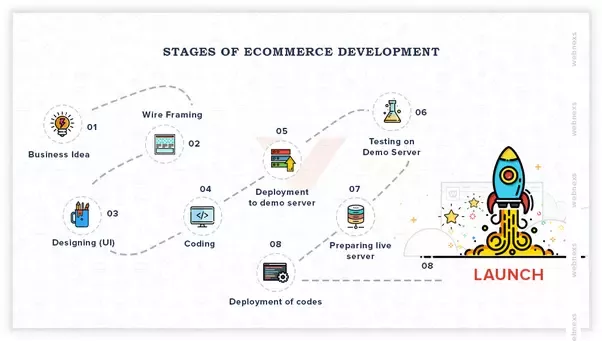 STAGES OF ECOMMERCE DEVELOPMENT
01
Business Idea
Wire Framing
02
03
Designing (UI)
04
Coding
05
Deployment
to demo server
06
Testing on
Demo Server
07
Preparing live
server
08
Deployment of codes
08
LAUNCH
webnexs
webnexs
webnexs
webnexs
webnexs